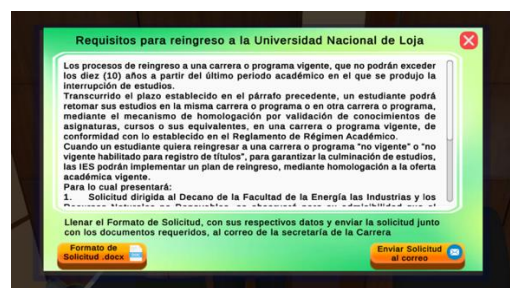 Requisitos para reingreso a la Universidad Nacional de Loja
Los procesos de reingreso a una carrera o programa vigente, que no podrán exceder
los diez (10) años a partir del último periodo académico en el que se produjo la
interrupción de estudios.
Transcurrido el plazo establecido en el párrafo precedente, un estudiante podrá
retomar sus estudios en la misma carrera o programa o en otra carrera o programa,
mediante el mecanismo de homologación por validación de conocimientos de
asignaturas, cursos o sus equivalentes, en una carrera o programa vigente, de
conformidad con lo establecido en el Reglamento de Régimen Académico.
Cuando un estudiante quiera reingresar a una carrera o programa "no vigente" o "no
vigente habilitado para registro de títulos", para garantizar la culminación de estudios,
las IES podrán implementar un plan de reingreso, mediante homologación a la oferta
académica vigente.
Para lo cual presentará:
1. Solicitud dirigida al Decano de la Facultad de la Energía las Industrias y los
Llenar el Formato de Solicitud, con sus respectivos datos y enviar la solicitud junto
con los documentos requeridos, al correo de la secretaría de la Carrera
Formato de
Solicitud .docx
Enviar Solicitud
al correo